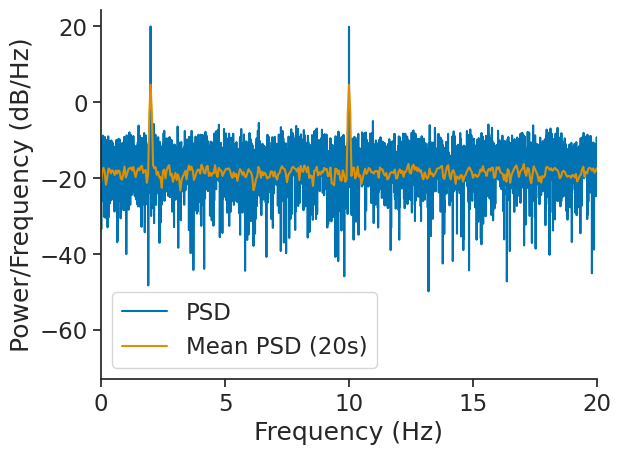 20
0
−20
−40
−60
Power/Frequency (dB/Hz)
PSD
Mean PSD (20s)
0 5 10 15 20
Frequency (Hz)